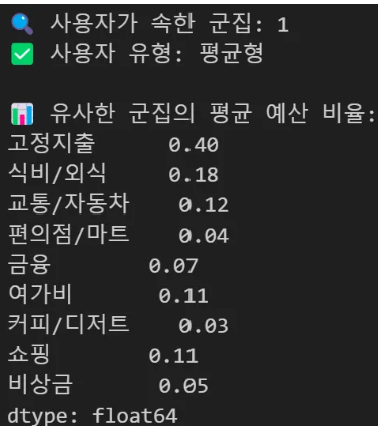 🔍 사용자가 속한 군집: 1
✅ 사용자 유형: 평균형
📊 유사한 군집의 평균 예산 비율:
고정지출 0.40
식비/외식 0.18
교통/자동차 0.12
편의점/마트 0.04
금융 0.07
여가비 0.11
커피/디저트 0.03
쇼핑 0.11
비상금 0.05
dtype: float64